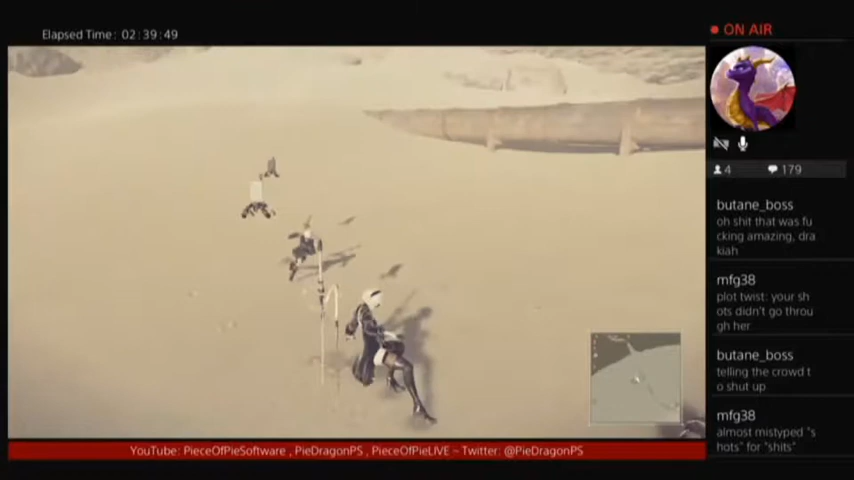 Elapsed Time: 02:39:49
ON AIR
4 179
butane_boss
oh shit that was fu
cking amazing, dra
kiah
mfg38
plot twist: your sh
ots didn't go throu
gh her
butane_boss
telling the crowd t
o shut up
mfg38
almost mistyped "s
hots" for "shits"
YouTube: PieceOfPieSoftware , PieDragonPS , PieceOfPieLIVE - Twitter: @PieDragonPS